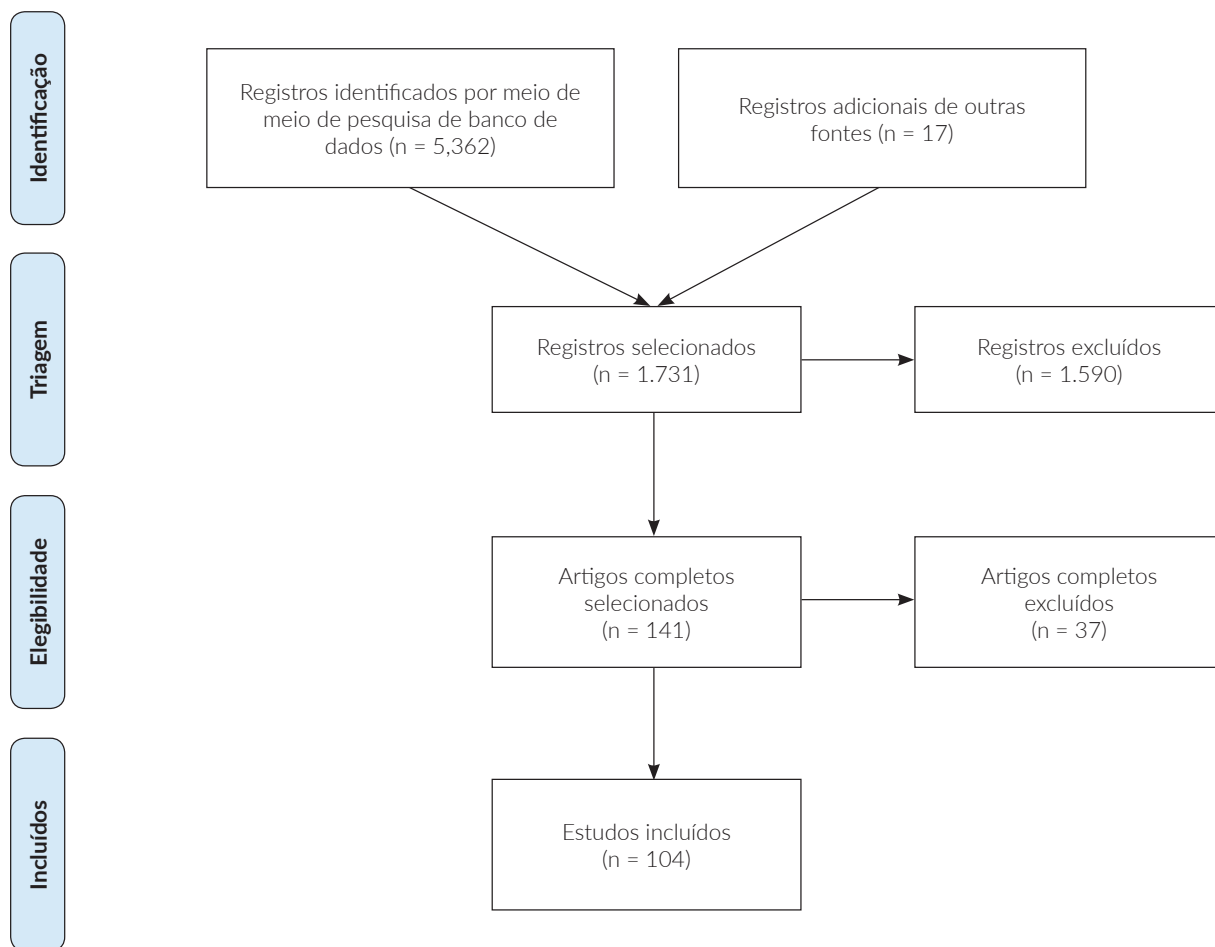 Identificação
Registros identificados por meio de
meio de pesquisa de banco de
dados (n = 5,362)
Registros adicionais de outras
fontes (n = 17)
Triagem
Registros selecionados
(n = 1.731)
Registros excluídos
(n = 1.590)
Elegibilidade
Artigos completos
selecionados
(n = 141)
Artigos completos
excluídos
(n = 37)
Incluídos
Estudos incluídos
(n = 104)